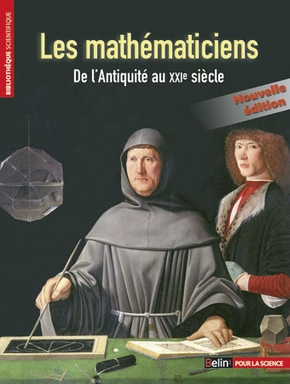 BIBLIOTHÈQUE SCIENTIFIQUE
Les mathématiciens
De l'Antiquité au XXIe siècle
Nouvelle
édition
Belin:
POUR LA SCIENCE